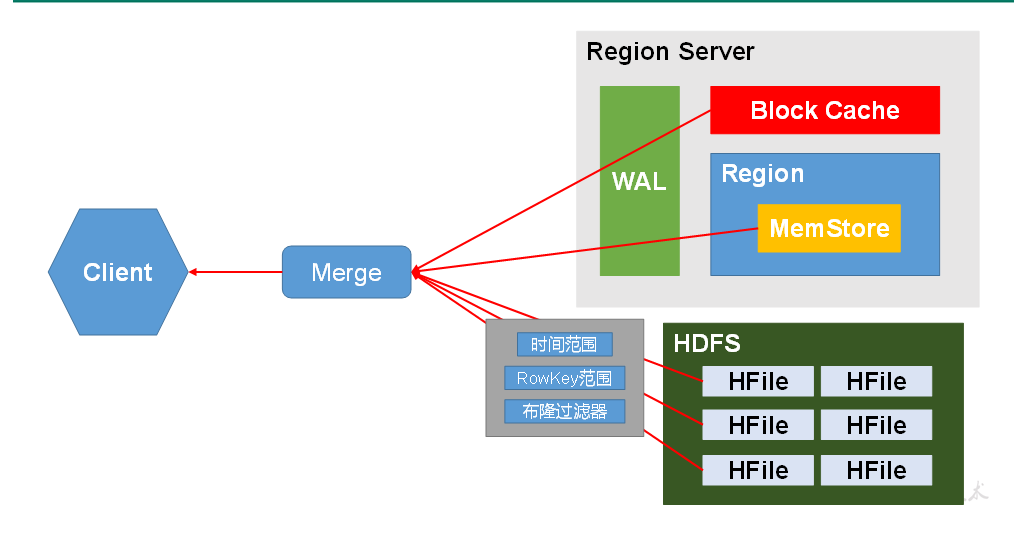 Region Server
Block Cache
WAL
Region
MemStore
Client
Merge
时间范围
RowKey范围
布隆过滤器
HDFS
HFile HFile
HFile HFile
HFile HFile
术